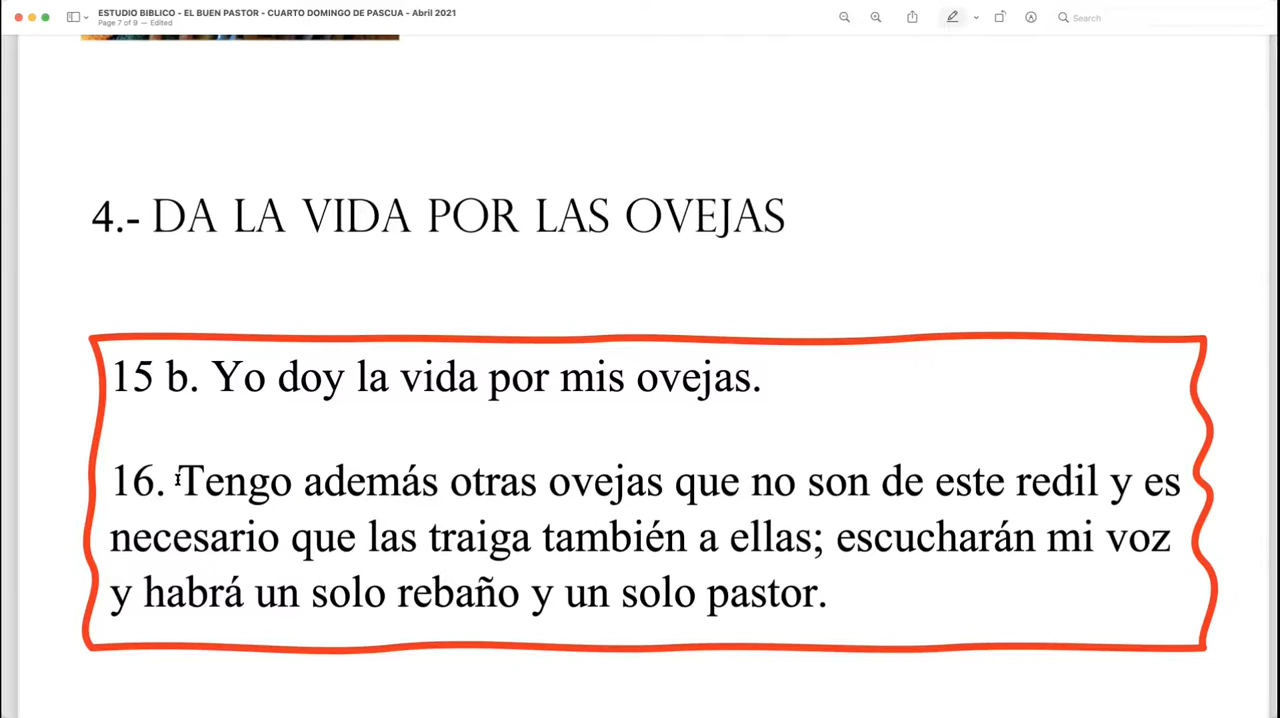 ESTUDIO BIBLICO - EL BUEN PASTOR - CUARTO DOMINGO DE PASCUA - Abril 2021
Page 7 of 9 — Edited
Search
4.- DA LA VIDA POR LAS OVEJAS
15 b. Yo doy la vida por mis ovejas.
16. Tengo además otras ovejas que no son de este redil y es
necesario que las traiga también a ellas; escucharán mi voz
y habrá un solo rebaño y un solo pastor.